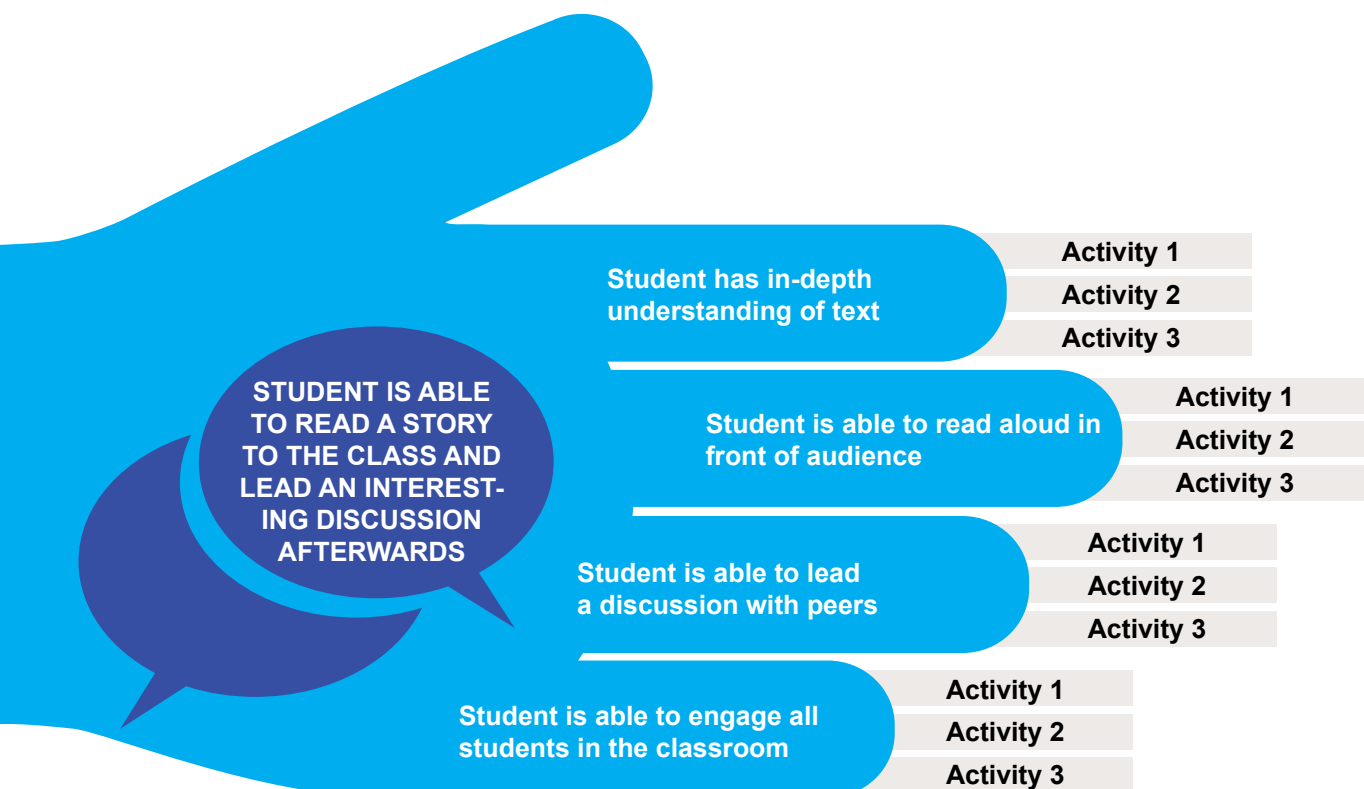 STUDENT IS ABLE
TO READ A STORY
TO THE CLASS AND
LEAD AN INTEREST-
ING DISCUSSION
AFTERWARDS
Student has in-depth
understanding of text
Activity 1
Activity 2
Activity 3
Student is able to read aloud in
front of audience
Activity 1
Activity 2
Activity 3
Student is able to lead
a discussion with peers
Activity 1
Activity 2
Activity 3
Student is able to engage all
students in the classroom
Activity 1
Activity 2
Activity 3